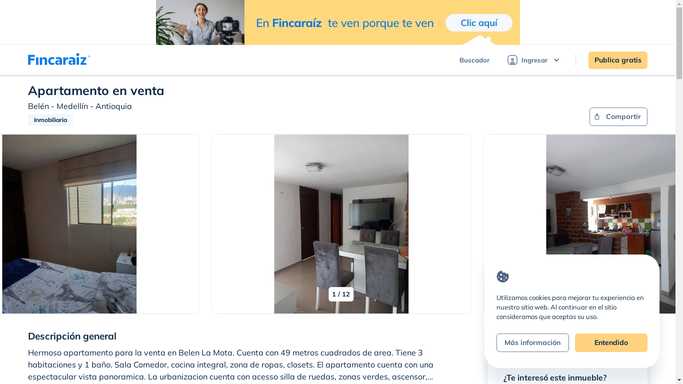 En Fincaraíz te ven porque te ven
Clic aquí
Fincaraiz
Buscador
Ingresar
Publica gratis
Apartamento en venta
Belén - Medellín - Antioquia
Inmobiliaria
Compartir
1 / 12
Utilizamos cookies para mejorar tu experiencia en
nuestro sitio web. Al continuar en el sitio
consideramos que aceptas su uso.
Más información
Entendido
Descripción general
Hermoso apartamento para la venta en Belen La Mota. Cuenta con 49 metros cuadrados de area. Tiene 3
habitaciones y 1 baño. Sala Comedor, cocina integral, zona de ropas, closets. El apartamento cuenta con una
espectacular vista panoramica. La urbanizacion cuenta con acceso silla de ruedas, zonas verdes, ascensor,...
¿Te interesó este inmueble?